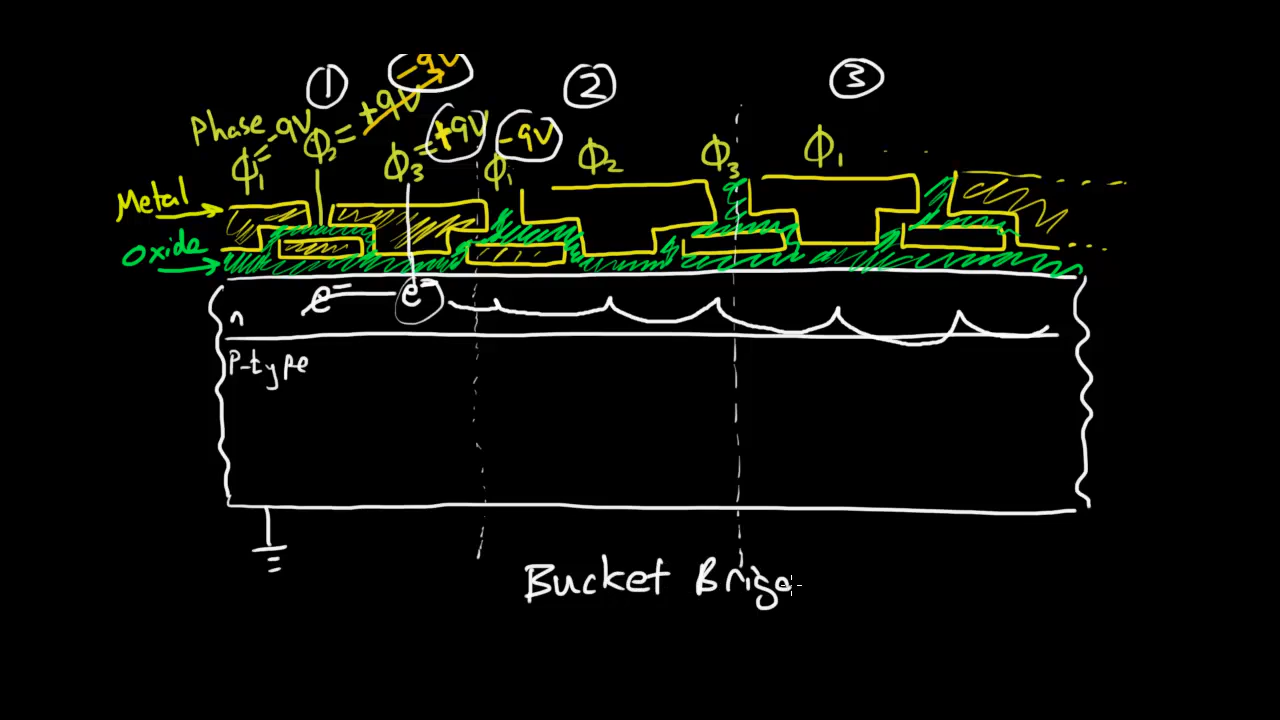 -9V
① ② ③
+9V
Phase -9V +9V -9V
ϕ₁= ϕ₂= ϕ₃= ϕ₁ ϕ₂ ϕ₃ ϕ₁
Metal
Oxide
e- e-
n
P-type
Bucket Brige